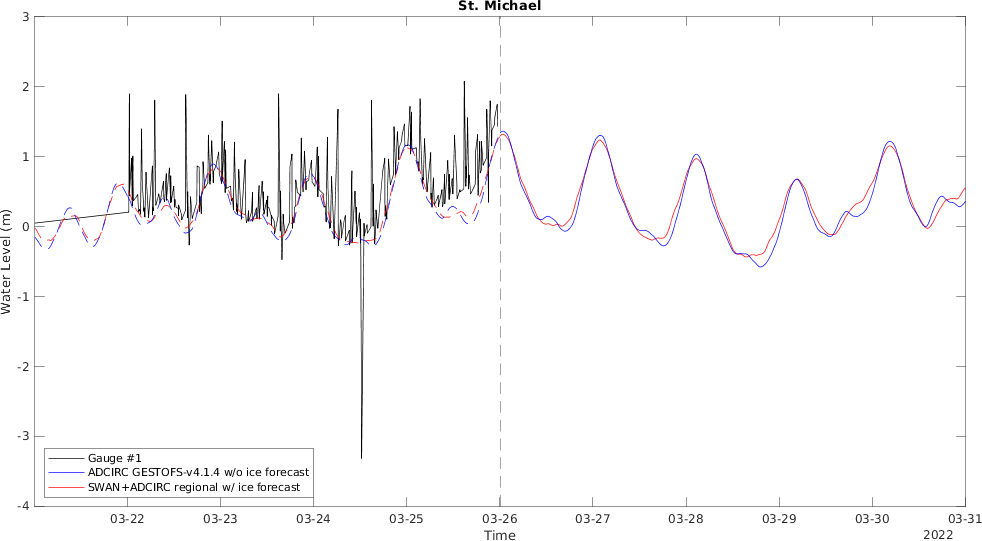 St. Michael
3
2
1
0
-1
-2
-3
-4
Water Level (m)
Gauge #1
ADCIRC GESTOFS-v4.1.4 w/o ice forecast
SWAN+ADCIRC regional w/ ice forecast
03-22 03-23 03-24 03-25 03-26 03-27 03-28 03-29 03-30 03-31
Time
2022